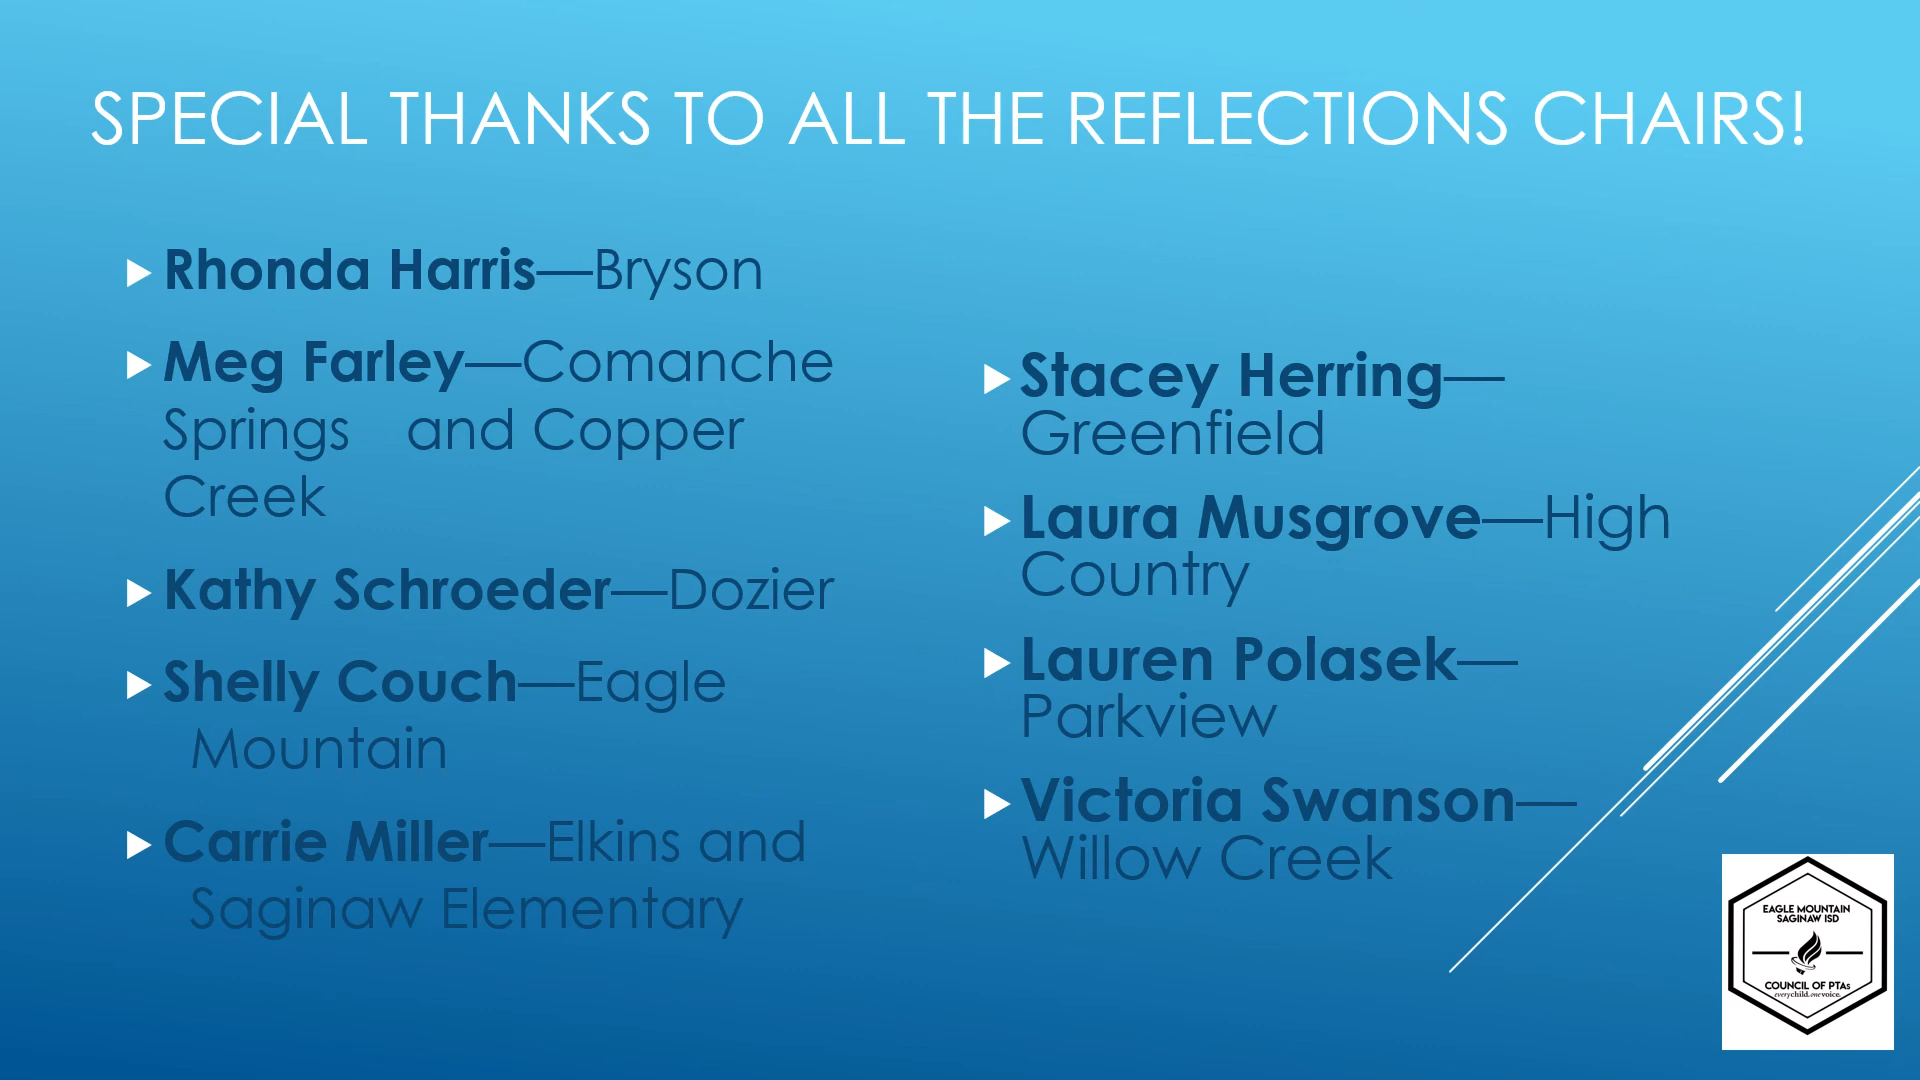 SPECIAL THANKS TO ALL THE REFLECTIONS CHAIRS!
Rhonda Harris—Bryson
Meg Farley—Comanche
Springs and Copper
Creek
Kathy Schroeder—Dozier
Shelly Couch—Eagle
Mountain
Carrie Miller—Elkins and
Saginaw Elementary
Stacey Herring—
Greenfield
Laura Musgrove—High
Country
Lauren Polasek—
Parkview
Victoria Swanson—
Willow Creek
EAGLE MOUNTAIN
SAGINAW ISD
COUNCIL OF PTAs
everychild.onevoice.